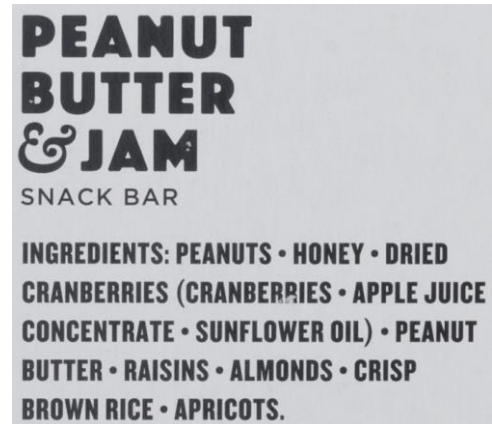 PEANUT
BUTTER
& JAM
SNACK BAR
INGREDIENTS: PEANUTS • HONEY • DRIED
CRANBERRIES (CRANBERRIES • APPLE JUICE
CONCENTRATE • SUNFLOWER OIL) • PEANUT
BUTTER • RAISINS • ALMONDS • CRISP
BROWN RICE • APRICOTS.